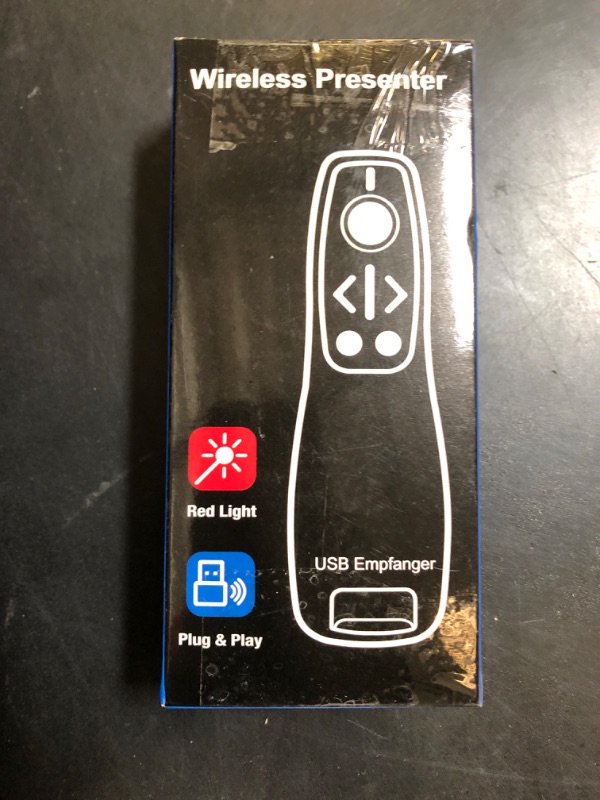 Wireless Presenter
Red Light
USB Empfanger
Plug & Play